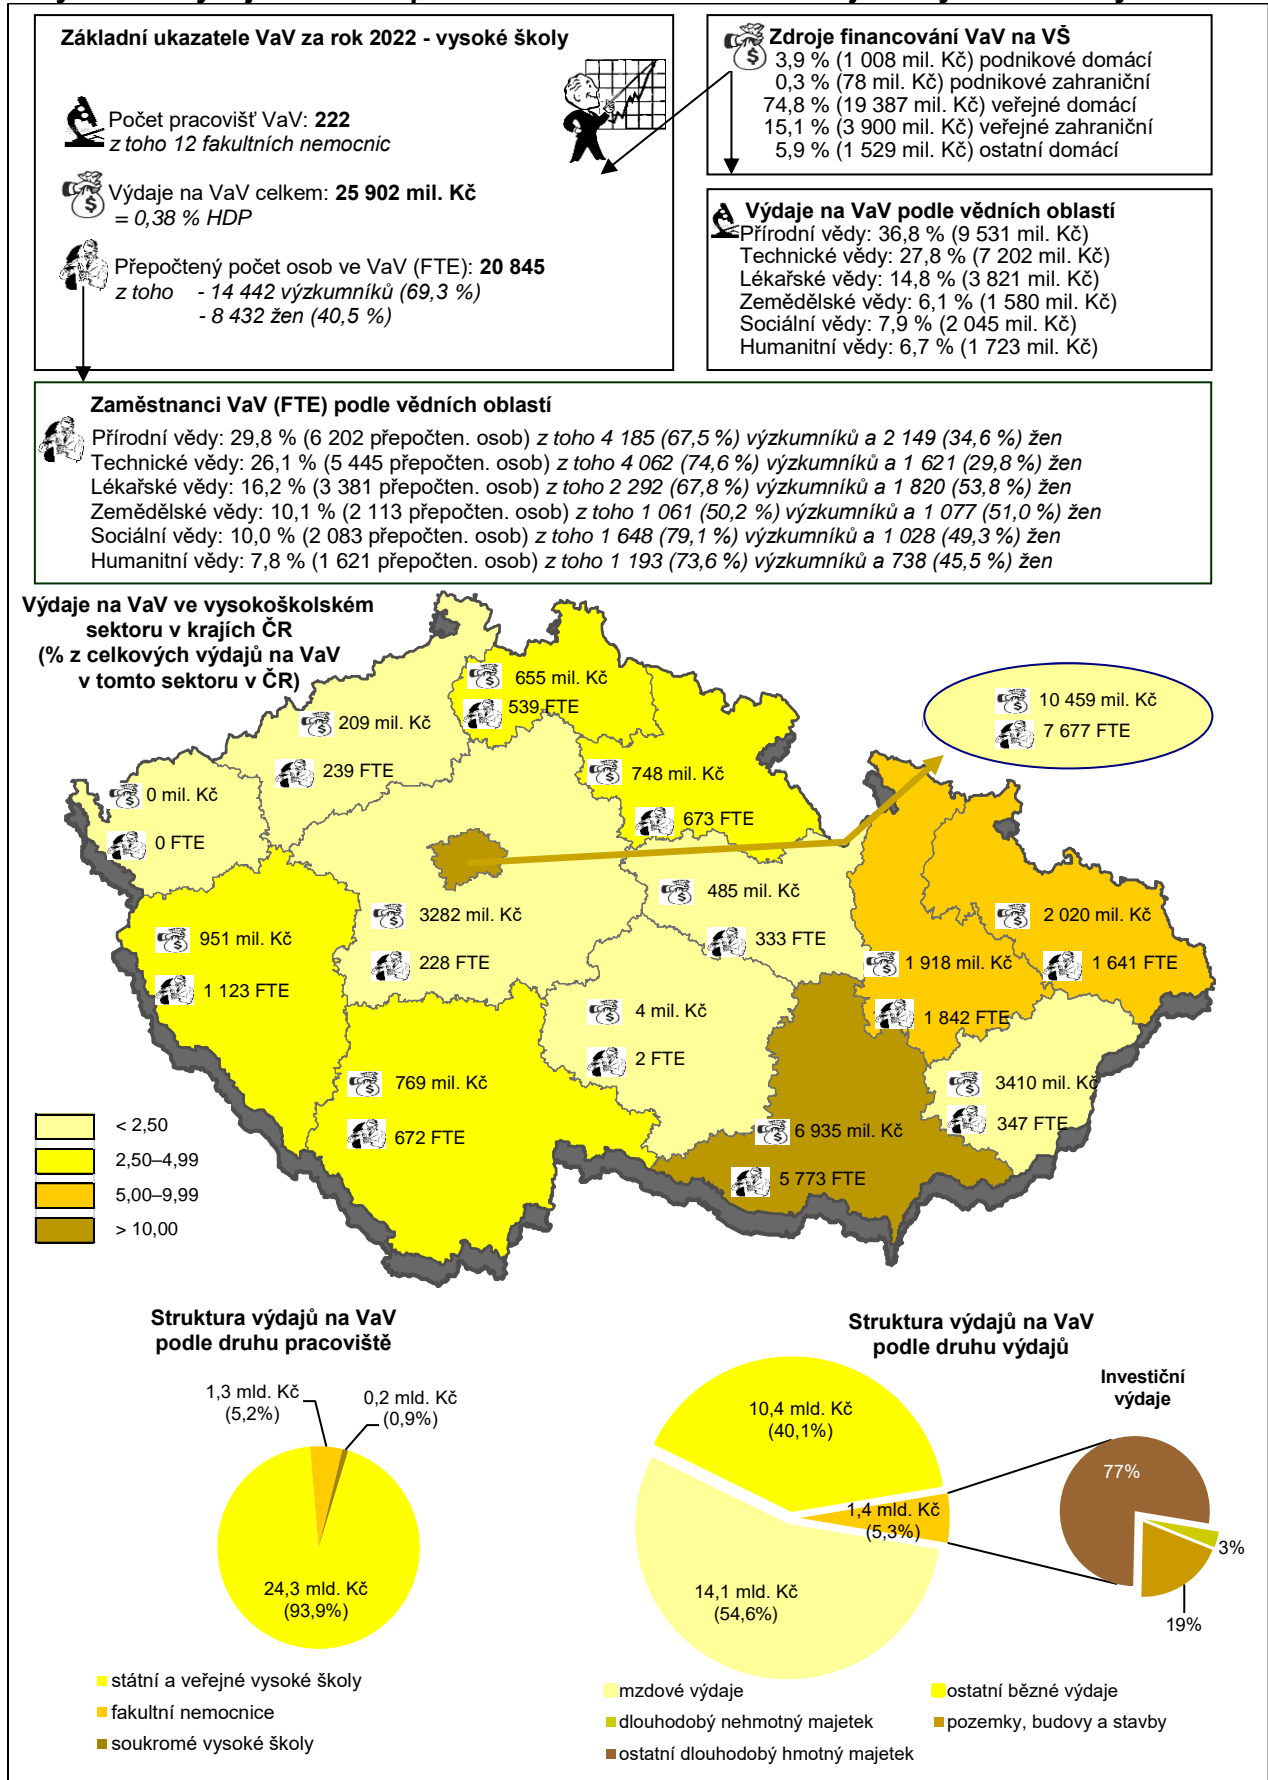 Základní ukazatele VaV za rok 2022 - vysoké školy
Počet pracovišť VaV: 222
z toho 12 fakultních nemocnic
Výdaje na VaV celkem: 25 902 mil. Kč
= 0,38 % HDP
Přepočtený počet osob ve VaV (FTE): 20 845
z toho - 14 442 výzkumníků (69,3 %)
- 8 432 žen (40,5 %)
Zdroje financování VaV na VŠ
3,9 % (1 008 mil. Kč) podnikové domácí
0,3 % (78 mil. Kč) podnikové zahraniční
74,8 % (19 387 mil. Kč) veřejné domácí
15,1 % (3 900 mil. Kč) veřejné zahraniční
5,9 % (1 529 mil. Kč) ostatní domácí
Výdaje na VaV podle vědních oblastí
Přírodní vědy: 36,8 % (9 531 mil. Kč)
Technické vědy: 27,8 % (7 202 mil. Kč)
Lékařské vědy: 14,8 % (3 821 mil. Kč)
Zemědělské vědy: 6,1 % (1 580 mil. Kč)
Sociální vědy: 7,9 % (2 045 mil. Kč)
Humanitní vědy: 6,7 % (1 723 mil. Kč)
Zaměstnanci VaV (FTE) podle vědních oblastí
Přírodní vědy: 29,8 % (6 202 přepočten. osob) z toho 4 185 (67,5 %) výzkumníků a 2 149 (34,6 %) žen
Technické vědy: 26,1 % (5 445 přepočten. osob) z toho 4 062 (74,6 %) výzkumníků a 1 621 (29,8 %) žen
Lékařské vědy: 16,2 % (3 381 přepočten. osob) z toho 2 292 (67,8 %) výzkumníků a 1 820 (53,8 %) žen
Zemědělské vědy: 10,1 % (2 113 přepočten. osob) z toho 1 061 (50,2 %) výzkumníků a 1 077 (51,0 %) žen
Sociální vědy: 10,0 % (2 083 přepočten. osob) z toho 1 648 (79,1 %) výzkumníků a 1 028 (49,3 %) žen
Humanitní vědy: 7,8 % (1 621 přepočten. osob) z toho 1 193 (73,6 %) výzkumníků a 738 (45,5 %) žen
Výdaje na VaV ve vysokoškolském
sektoru v krajích ČR
(% z celkových výdajů na VaV
v tomto sektoru v ČR)
655 mil. Kč
539 FTE
10 459 mil. Kč
7 677 FTE
209 mil. Kč
239 FTE
748 mil. Kč
673 FTE
0 mil. Kč
0 FTE
485 mil. Kč
333 FTE
3282 mil. Kč
228 FTE
2 020 mil. Kč
1 641 FTE
951 mil. Kč
1 123 FTE
1 918 mil. Kč
1 842 FTE
4 mil. Kč
2 FTE
769 mil. Kč
672 FTE
3410 mil. Kč
347 FTE
6 935 mil. Kč
5 773 FTE
< 2,50
2,50–4,99
5,00–9,99
> 10,00
Struktura výdajů na VaV
podle druhu pracoviště
1,3 mld. Kč
(5,2%)
0,2 mld. Kč
(0,9%)
24,3 mld. Kč
(93,9%)
státní a veřejné vysoké školy
fakultní nemocnice
soukromé vysoké školy
Struktura výdajů na VaV
podle druhu výdajů
Investiční
výdaje
10,4 mld. Kč
(40,1%)
1,4 mld. Kč
(5,3%)
14,1 mld. Kč
(54,6%)
77%
3%
19%
mzdové výdaje
ostatní bězné výdaje
dlouhodobý nehmotný majetek
pozemky, budovy a stavby
ostatní dlouhodobý hmotný majetek